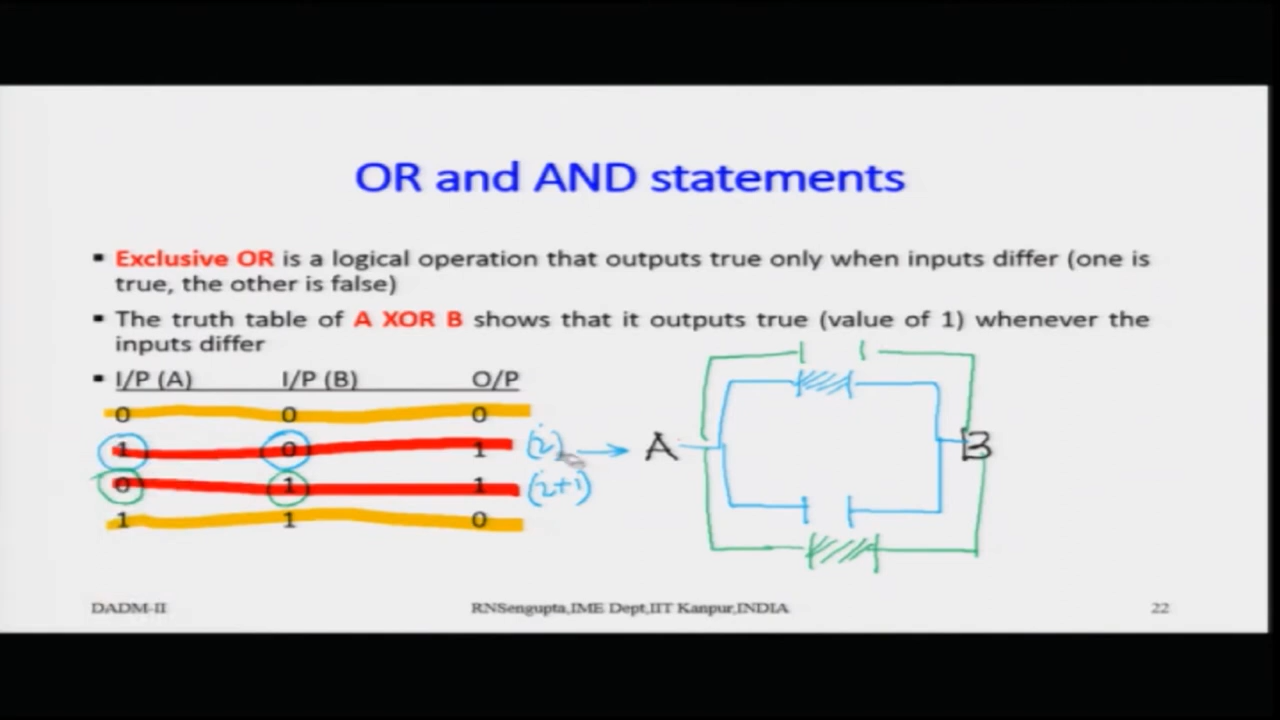 OR and AND statements
▪ Exclusive OR is a logical operation that outputs true only when inputs differ (one is
true, the other is false)
▪ The truth table of A XOR B shows that it outputs true (value of 1) whenever the
inputs differ
▪ I/P (A) I/P (B) O/P
0 0 0
1 0 1 (i)
0 1 1 (i+1)
1 1 0
A B
DADM-II RNSengupta,IME Dept,IIT Kanpur,INDIA 22